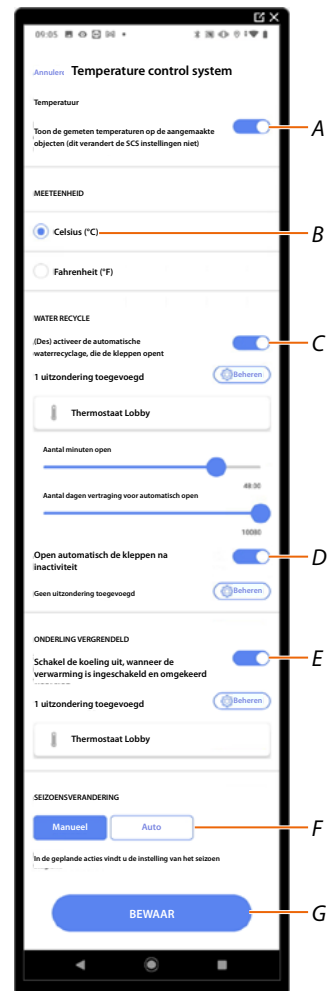 09:05
Annuleren Temperature control system
Temperatuur
Toon de gemeten temperaturen op de aangemaakte
objecten (dit verandert de SCS instellingen niet)
A
MEETEENHEID
Celsius (°C)
B
Fahrenheit (°F)
WATER RECYCLE
(Des) activeer de automatische
waterrecyclage, die de kleppen opent
C
1 uitzondering toegevoegd
Beheren
Thermostaat Lobby
Aantal minuten open
48:00
Aantal dagen vertraging voor automatisch open
10080
Open automatisch de kleppen na
inactiviteit
D
Geen uitzondering toegevoegd
Beheren
ONDERLING VERGRENDELD
Schakel de koeling uit, wanneer de
verwarming is ingeschakeld en omgekeerd
E
1 uitzondering toegevoegd
Beheren
Thermostaat Lobby
SEIZOENSVERANDERING
Manueel Auto
F
In de geplande acties vindt u de instelling van het seizoen
BEWAAR
G